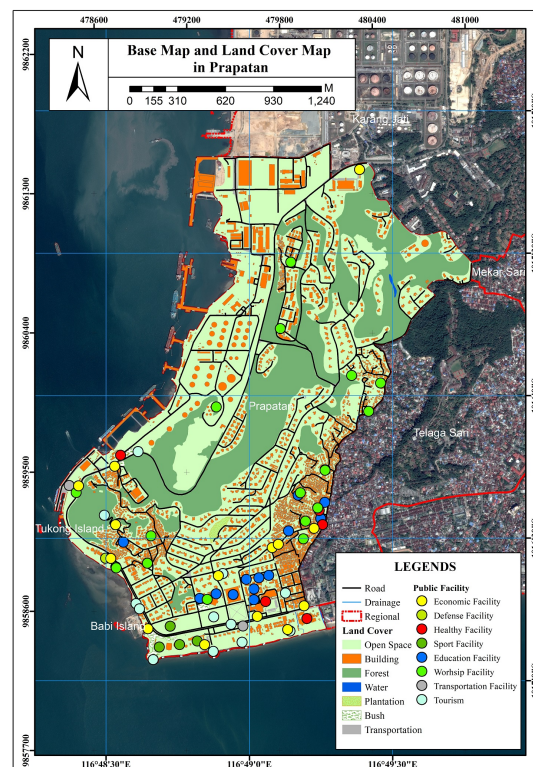 478600 479200 479800 480400 481000
N
Base Map and Land Cover Map
in Prapatan
M
0 155 310 620 930 1,240
9862200
Karang Jati
9861300
Mekar Sari
9860400
Prapatan
Telaga Sari
9859500
Tukong Island
LEGENDS
Road
Drainage
Regional
Land Cover
Open Space
Building
Forest
Water
Plantation
Bush
Transportation
Public Facility
Economic Facility
Defense Facility
Healthy Facility
Sport Facility
Education Facility
Worhsip Facility
Transportation Facility
Tourism
9858600
Babi Island
9857700
116°48'30"E 116°49'0"E 116°49'30"E